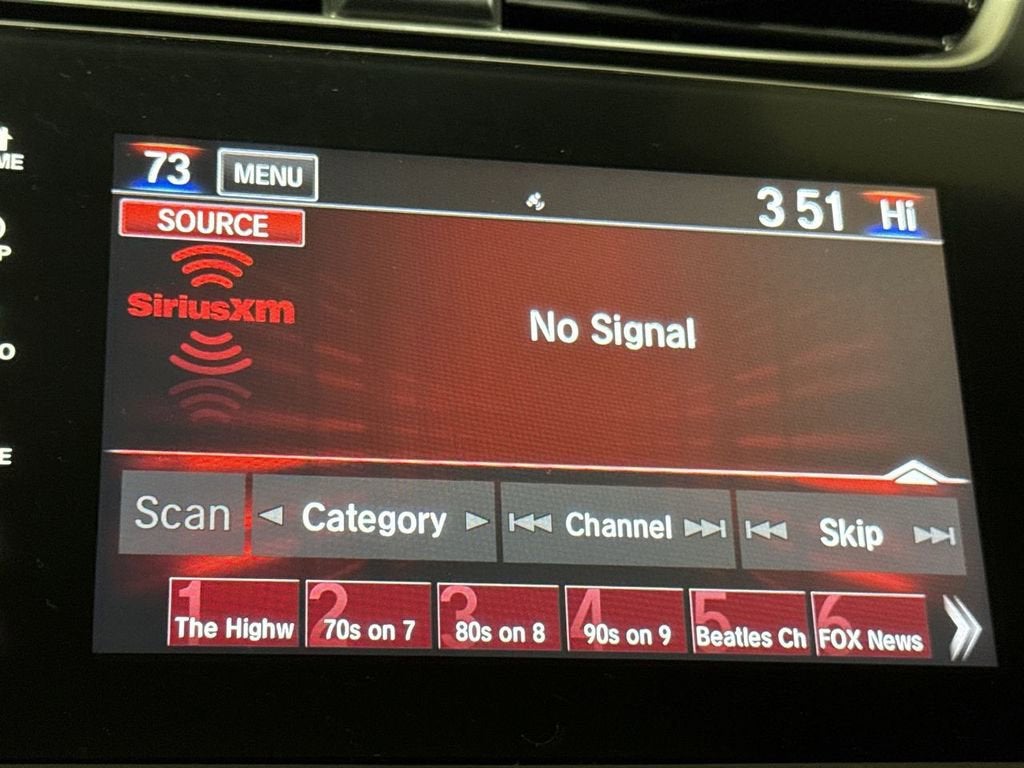 73 MENU 3 51 Hi
ME
SOURCE
P
SiriusXm
No Signal
O
E
Scan Category Channel Skip
1 2 3 4 5 6
The Highw 70s on 7 80s on 8 90s on 9 Beatles Ch FOX News